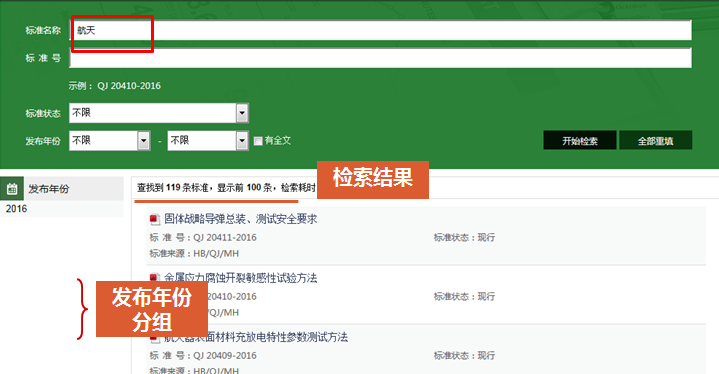 标准名称 航天
标 准 号
示例： QJ 20410-2016
标准状态 不限
发布年份 不限 - 不限 有全文
开始检索 全部重填
发布年份
2016
查找到 119 条标准，显示前 100 条，检索耗时
检索结果
固体战略导弹总装、测试安全要求
标 准 号：QJ 20411-2016 标准状态：现行
标准来源：HB/QJ/MH
金属应力腐蚀开裂敏感性试验方法
20410-2016 标准状态：现行
/QJ/MH
发布年份
分组
航天器表面材料充放电特性参数测试方法
标 准 号：QJ 20409-2016 标准状态：现行
标准来源：HB/QJ/MH